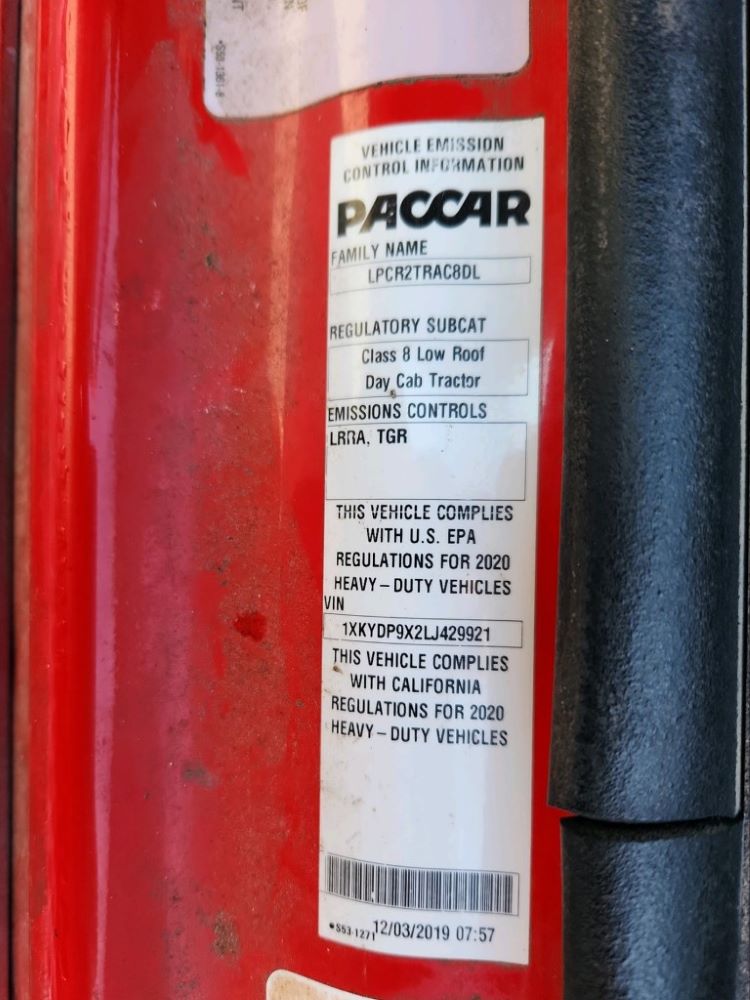 VEHICLE EMISSION
CONTROL INFORMATION
PACCAR
FAMILY NAME
LPCR2TRAC8DL
REGULATORY SUBCAT
Class 8 Low Roof
Day Cab Tractor
EMISSIONS CONTROLS
LRRA, TGR
THIS VEHICLE COMPLIES
WITH U.S. EPA
REGULATIONS FOR 2020
HEAVY–DUTY VEHICLES
VIN
1XKYDP9X2LJ429921
THIS VEHICLE COMPLIES
WITH CALIFORNIA
REGULATIONS FOR 2020
HEAVY–DUTY VEHICLES
*S53-1271 12/03/2019 07:57